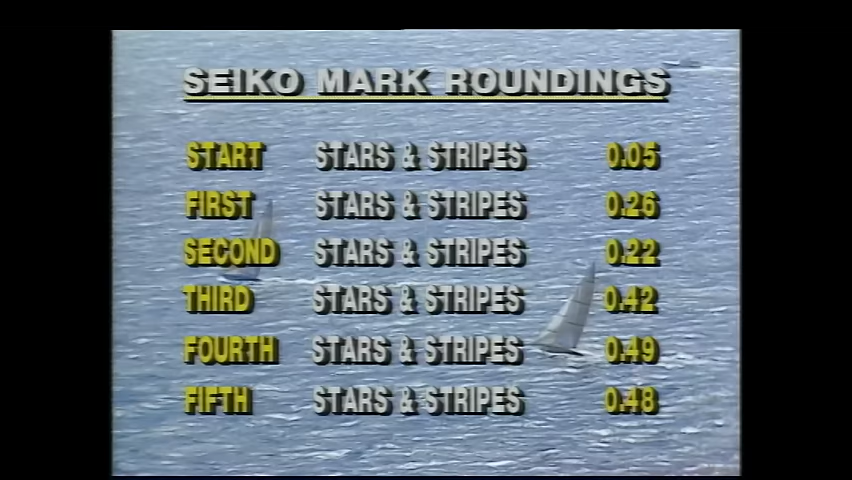 SEIKO MARK ROUNDINGS
START STARS & STRIPES 0.05
FIRST STARS & STRIPES 0.26
SECOND STARS & STRIPES 0.22
THIRD STARS & STRIPES 0.42
FOURTH STARS & STRIPES 0.49
FIFTH STARS & STRIPES 0.48